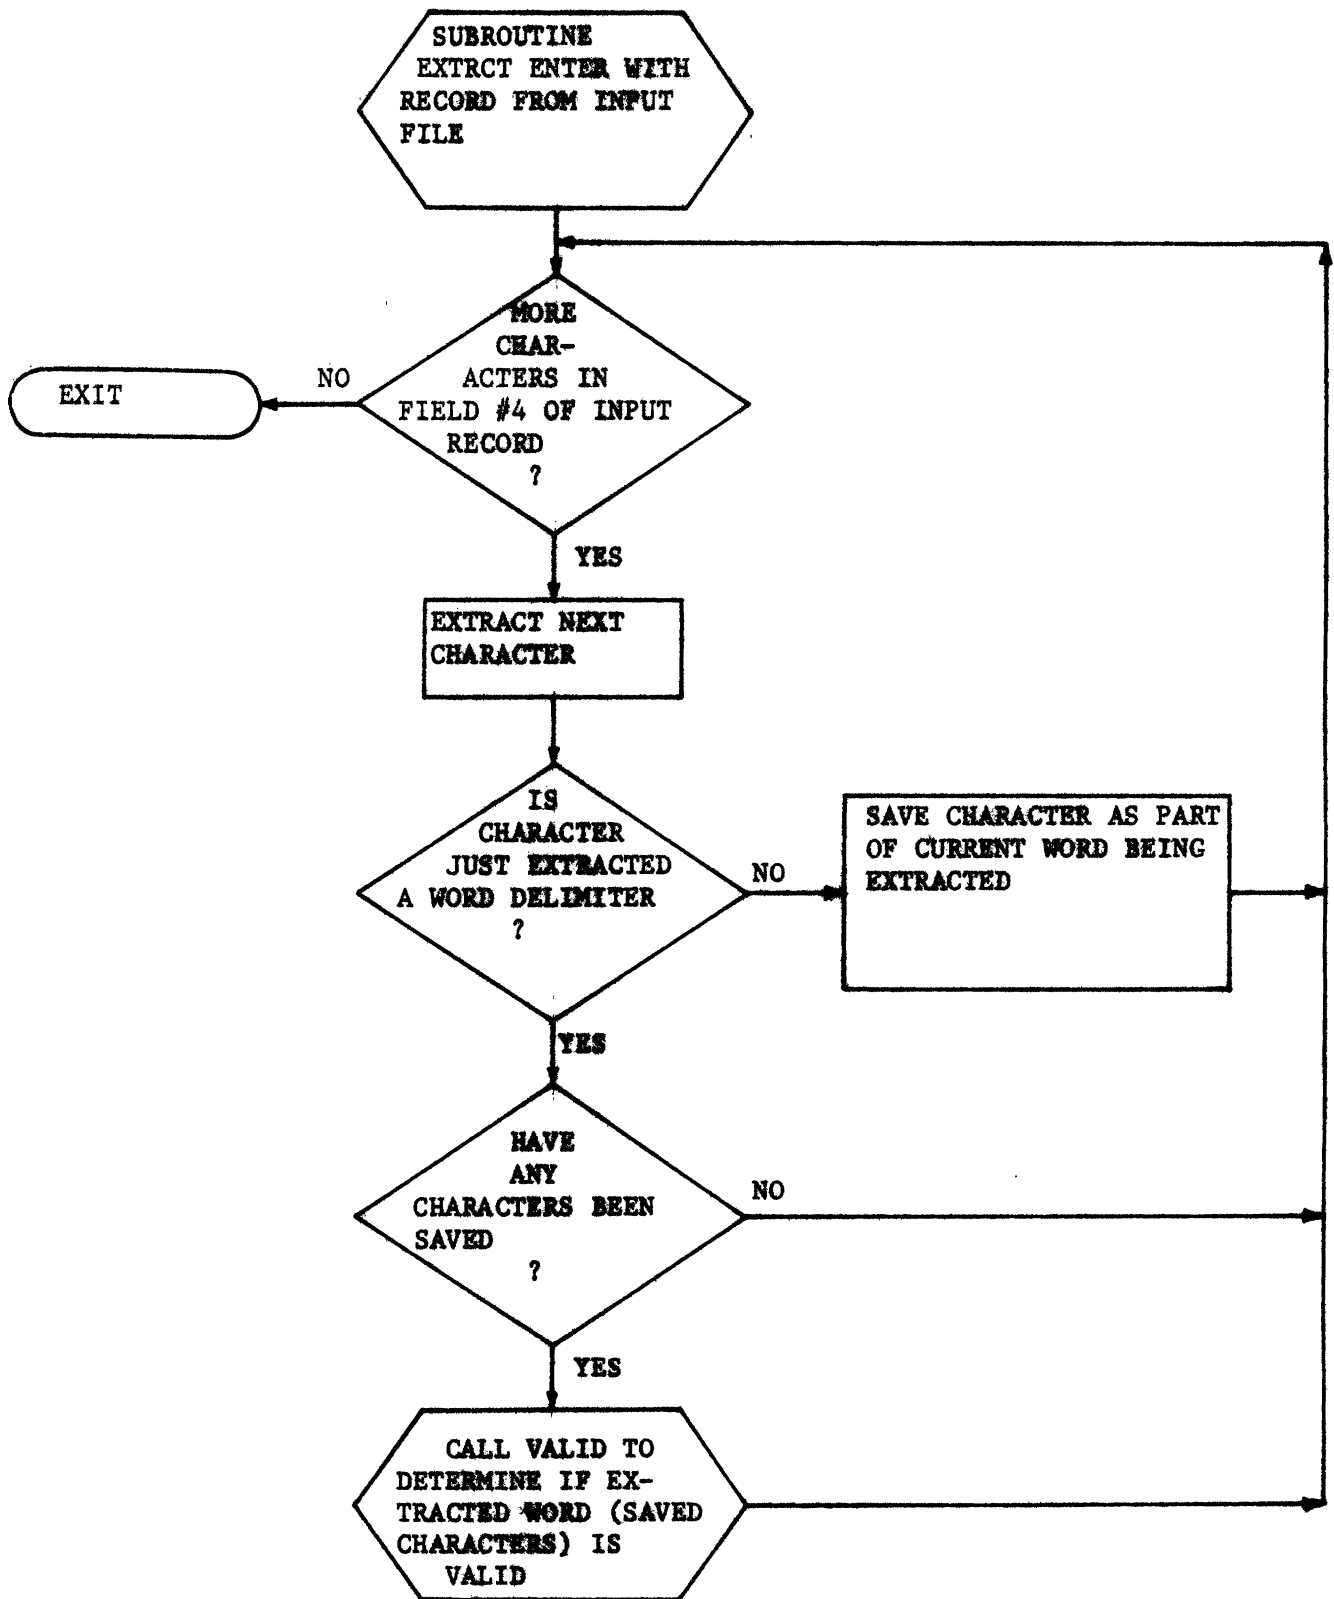 SUBROUTINE
EXTRCT ENTER WITH
RECORD FROM INPUT
FILE
MORE
CHAR-
ACTERS IN
FIELD #4 OF INPUT
RECORD
?
NO
EXIT
YES
EXTRACT NEXT
CHARACTER
IS
CHARACTER
JUST EXTRACTED
A WORD DELIMITER
?
NO
SAVE CHARACTER AS PART
OF CURRENT WORD BEING
EXTRACTED
YES
HAVE
ANY
CHARACTERS BEEN
SAVED
?
NO
YES
CALL VALID TO
DETERMINE IF EX-
TRACTED WORD (SAVED
CHARACTERS) IS
VALID